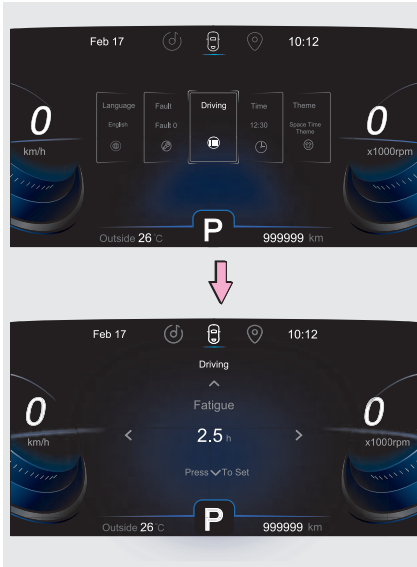 Feb 17 10:12
Language Fault Driving Time Theme
English Fault 0 12:30 Space Time Theme
0 km/h
0 x1000rpm
P
Outside 26°C 999999 km
Feb 17 10:12
Driving
Fatigue
0 km/h
2.5 h
0 x1000rpm
Press To Set
P
Outside 26°C 999999 km